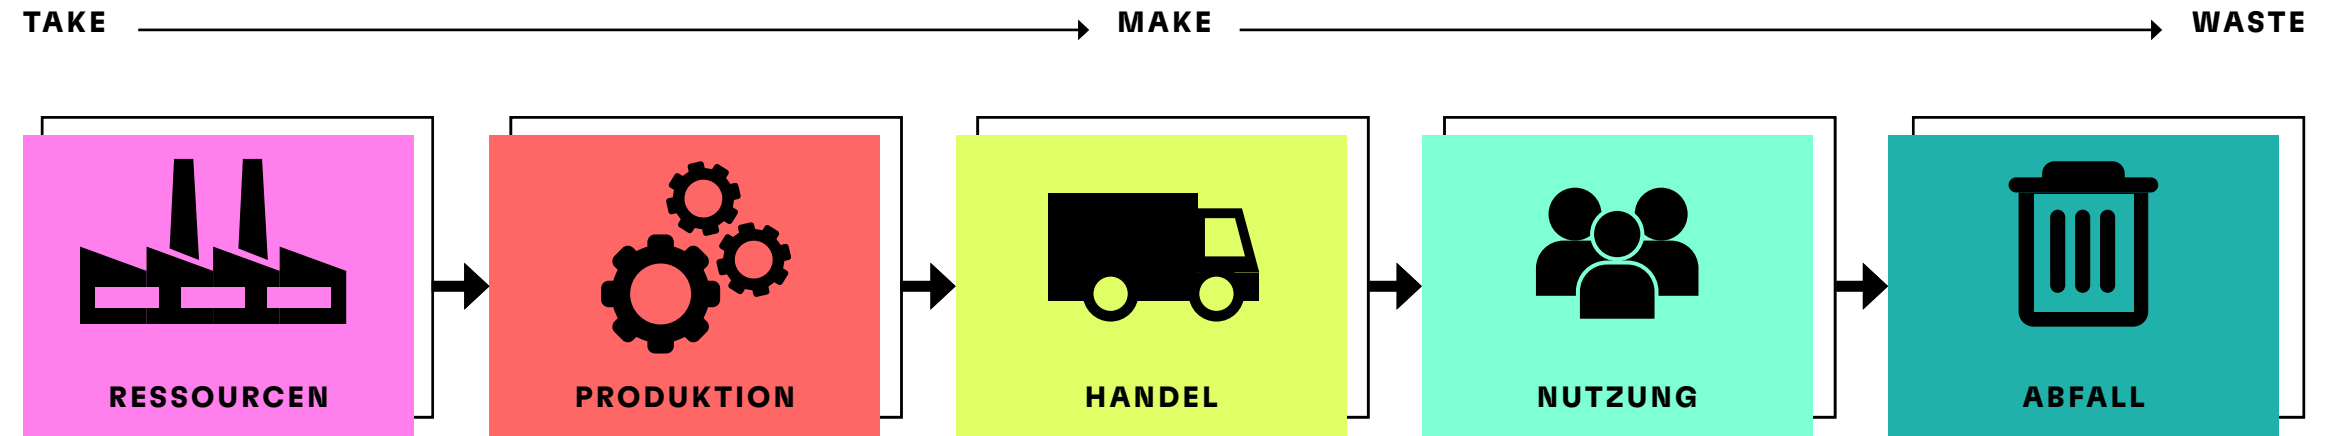 TAKE
MAKE
WASTE
RESSOURCEN
PRODUKTION
HANDEL
NUTZUNG
ABFALL